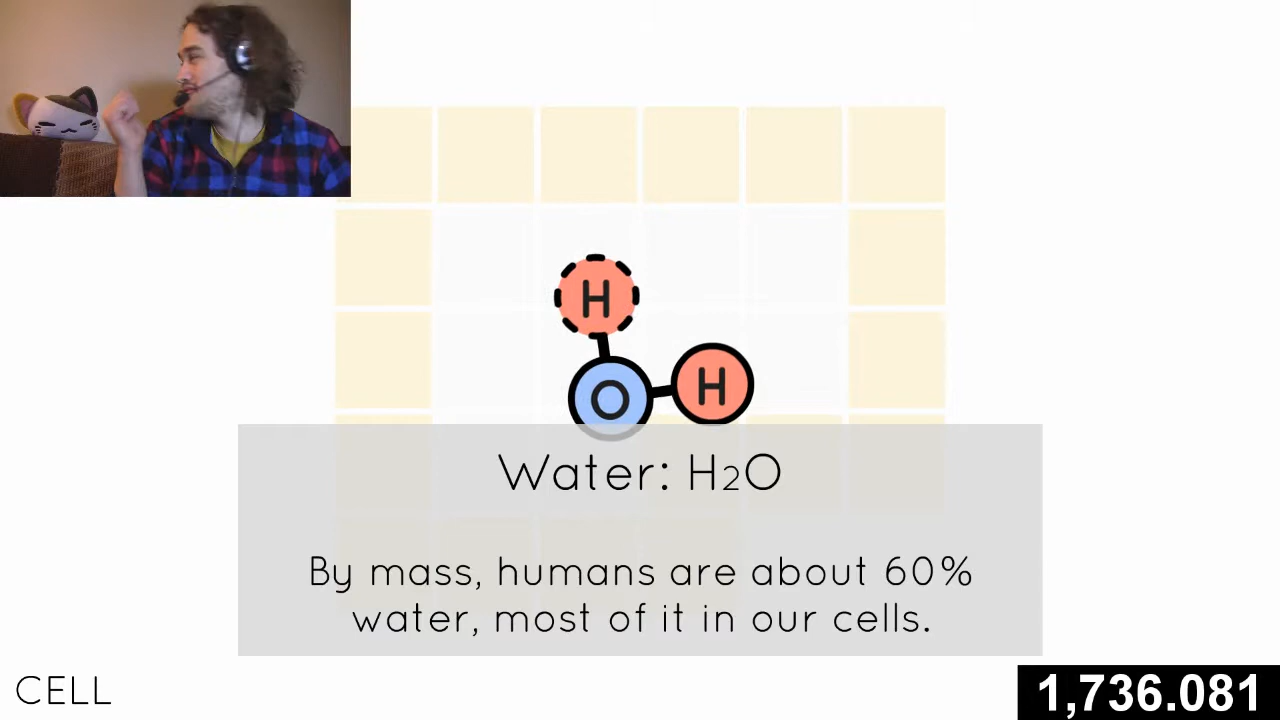 H
O H
Water: H2O
By mass, humans are about 60%
water, most of it in our cells.
CELL
1,736.081